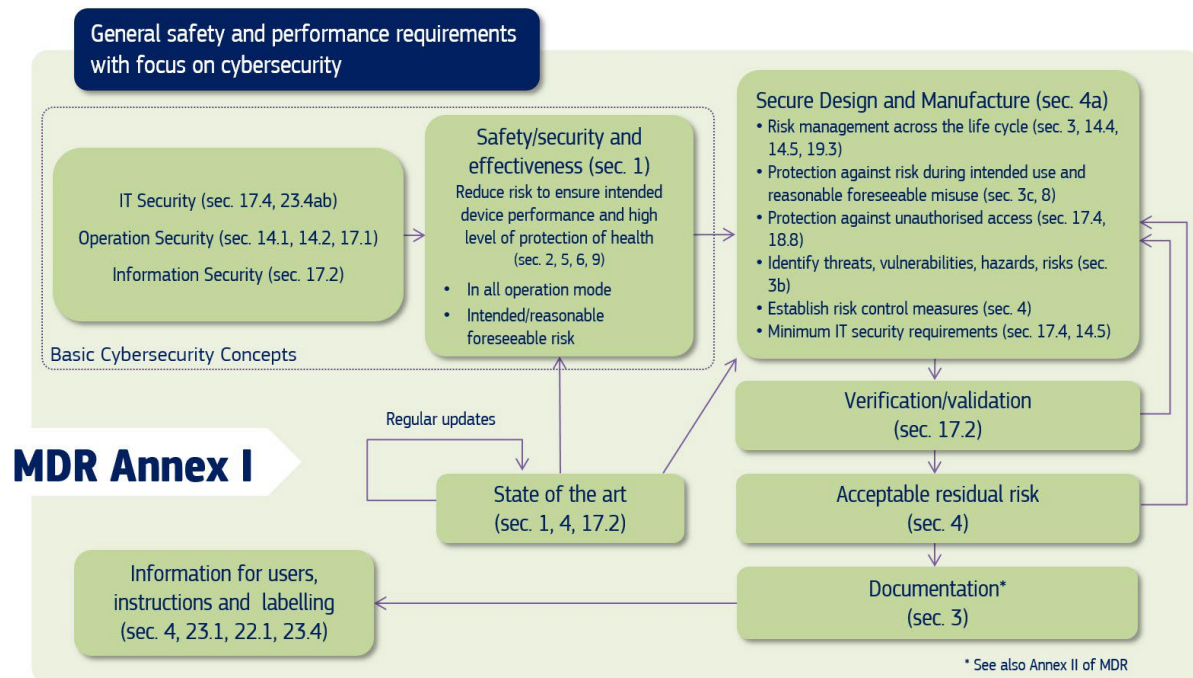 General safety and performance requirements
with focus on cybersecurity
IT Security (sec. 17.4, 23.4ab)
Operation Security (sec. 14.1, 14.2, 17.1)
Information Security (sec. 17.2)
Basic Cybersecurity Concepts
Safety/security and
effectiveness (sec. 1)
Reduce risk to ensure intended
device performance and high
level of protection of health
(sec. 2, 5, 6, 9)
• In all operation mode
• Intended/reasonable
foreseeable risk
Secure Design and Manufacture (sec. 4a)
• Risk management across the life cycle (sec. 3, 14.4,
14.5, 19.3)
• Protection against risk during intended use and
reasonable foreseeable misuse (sec. 3c, 8)
• Protection against unauthorised access (sec. 17.4,
18.8)
• Identify threats, vulnerabilities, hazards, risks (sec.
3b)
• Establish risk control measures (sec. 4)
• Minimum IT security requirements (sec. 17.4, 14.5)
Verification/validation
(sec. 17.2)
Regular updates
MDR Annex I
State of the art
(sec. 1, 4, 17.2)
Acceptable residual risk
(sec. 4)
Information for users,
instructions and labelling
(sec. 4, 23.1, 22.1, 23.4)
Documentation*
(sec. 3)
* See also Annex II of MDR